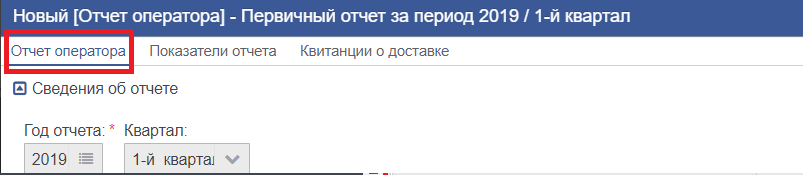 Новый [Отчет оператора] - Первичный отчет за период 2019 / 1-й квартал
Отчет оператора Показатели отчета Квитанции о доставке
Сведения об отчете
Год отчета: * Квартал:
2019 1-й квартал